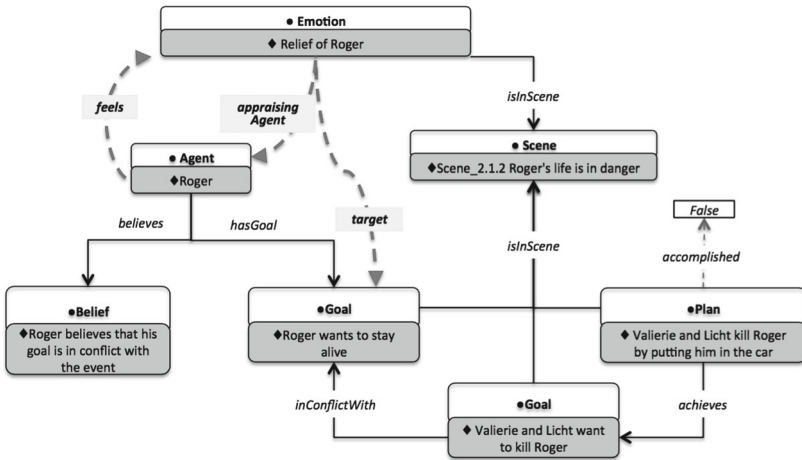 ● Emotion
♦ Relief of Roger
feels
appraising
Agent
isInScene
● Agent
♦Roger
● Scene
♦Scene_2.1.2 Roger's life is in danger
believes
hasGoal
target
isInScene
False
accomplished
●Belief
♦Roger believes that his
goal is in conflict with
the event
●Goal
♦Roger wants to stay
alive
●Plan
♦ Valierie and Licht kill Roger
by putting him in the car
inConflictWith
achieves
●Goal
♦ Valierie and Licht want
to kill Roger